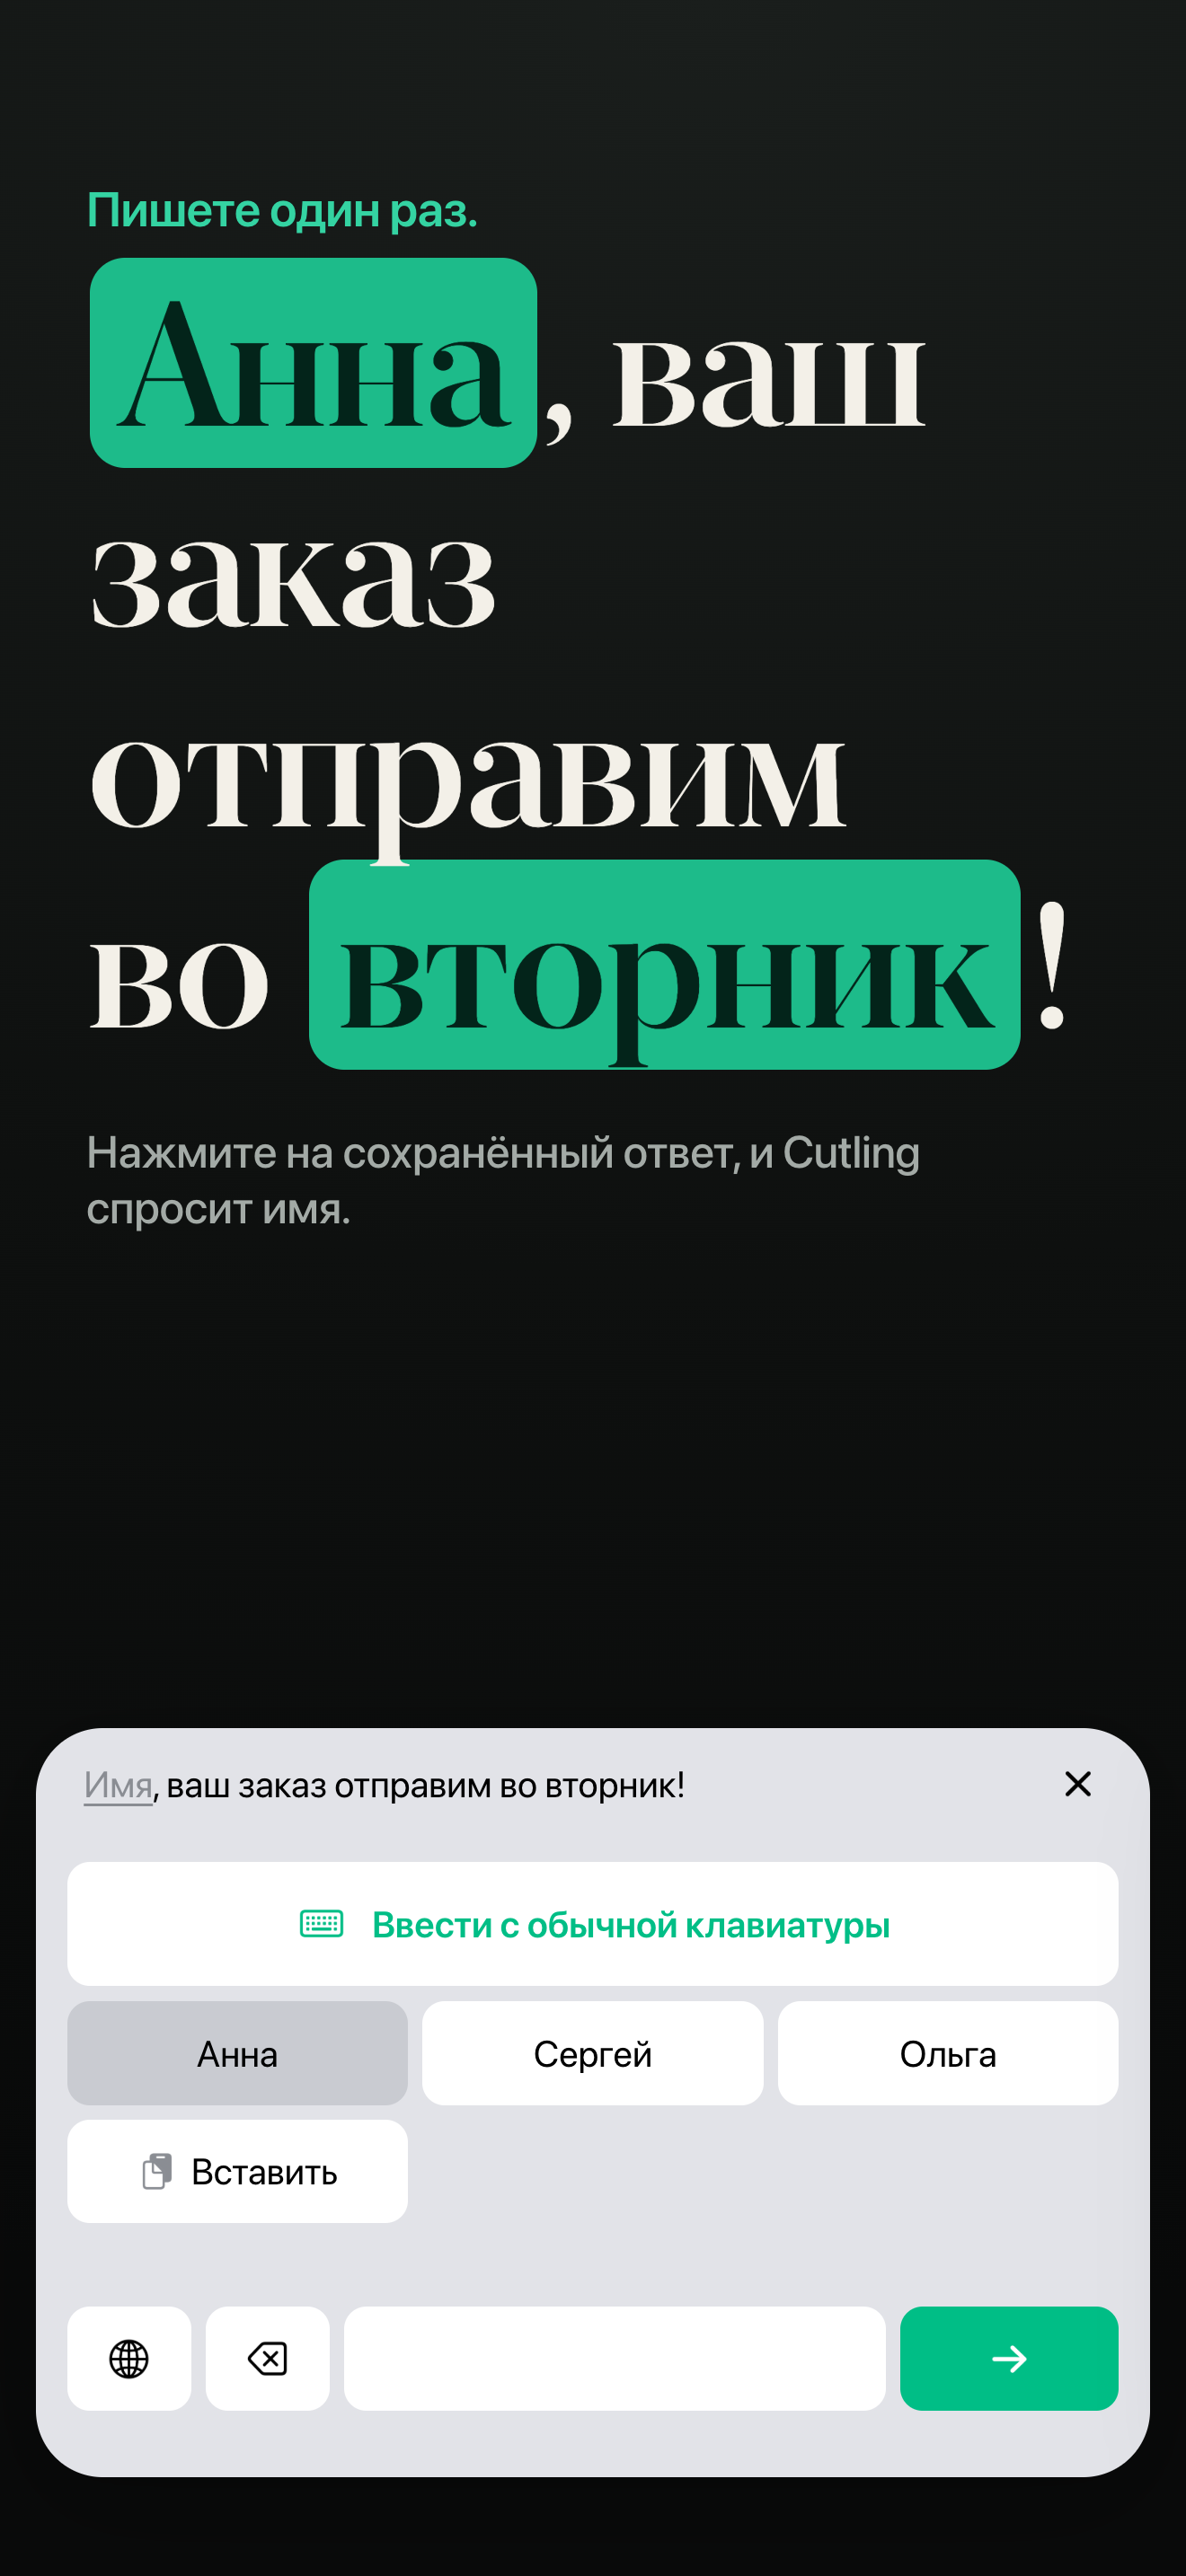 Пишете один раз.
Анна, ваш
заказ
отправим
во вторник!
Нажмите на сохранённый ответ, и Cutling
спросит имя.
Имя, ваш заказ отправим во вторник!
Ввести с обычной клавиатуры
Анна
Сергей
Ольга
Вставить